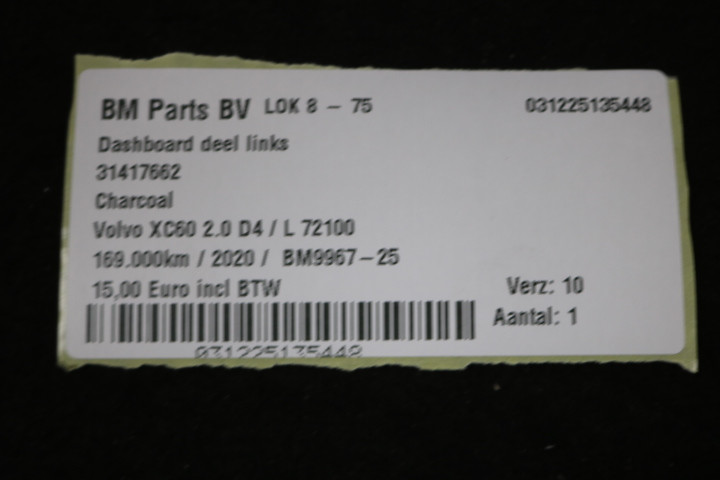 BM Parts BV LOK 8 - 75 031225135448
Dashboard deel links
31417662
Charcoal
Volvo XC60 2.0 D4 / L 72100
169.000km / 2020 / BM9967-25
15,00 Euro incl BTW Verz: 10
Aantal: 1
031225135448